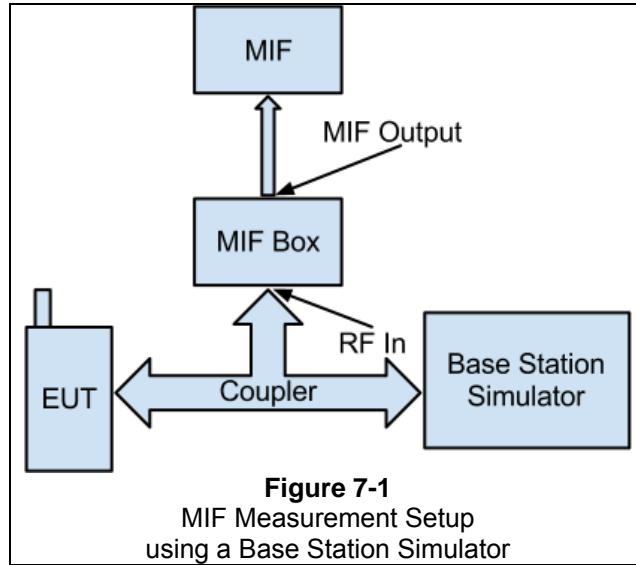 MIF
MIF Output
MIF Box
RF In
EUT
Coupler
Base Station
Simulator
Figure 7-1
MIF Measurement Setup
using a Base Station Simulator